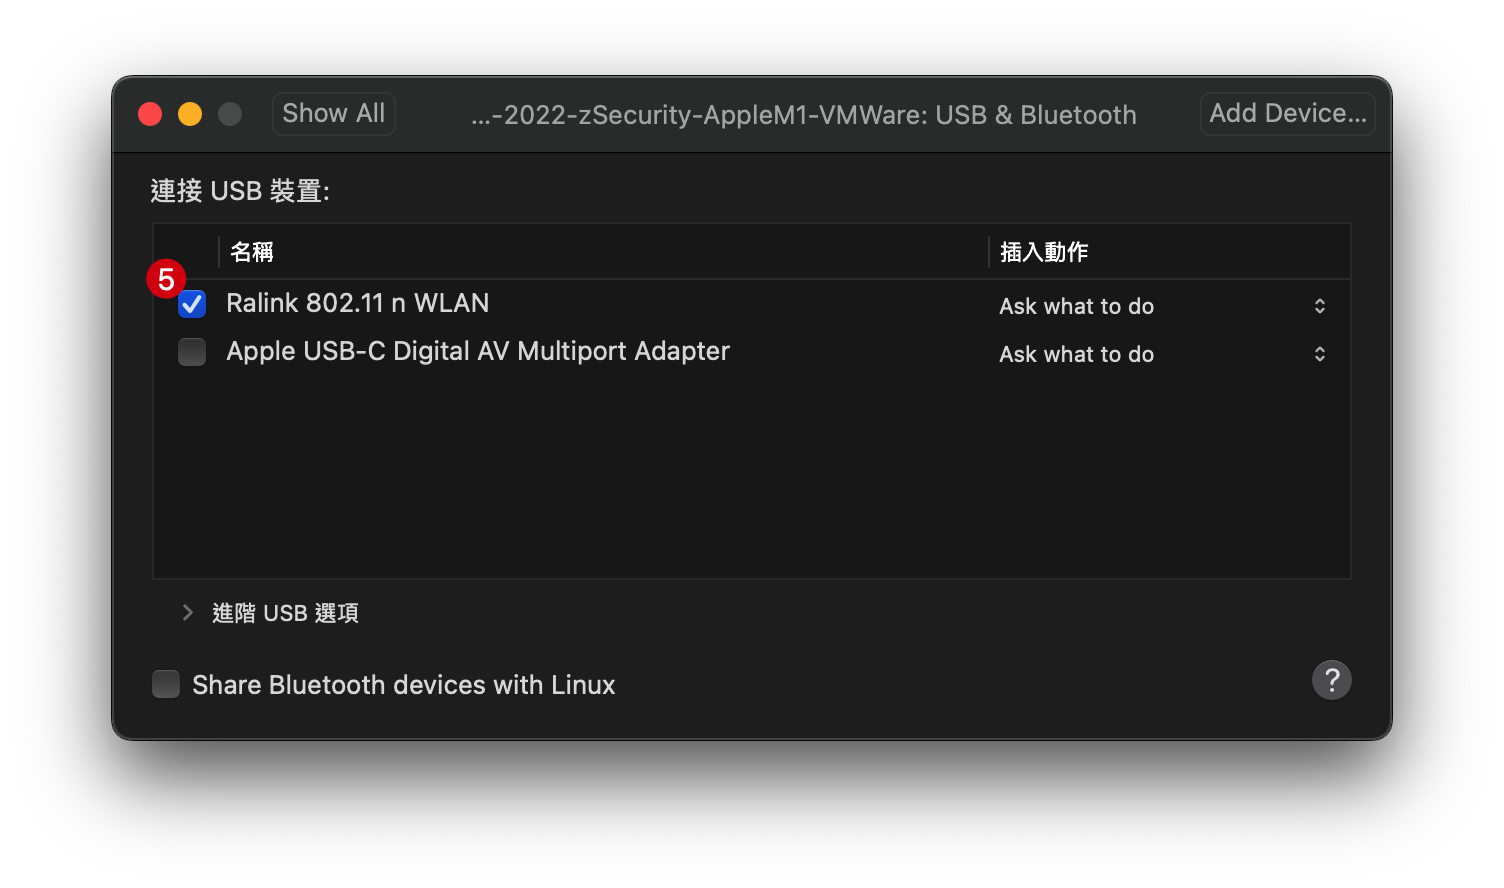 Show All
...-2022-zSecurity-AppleM1-VMWare: USB & Bluetooth
Add Device...
連接 USB 裝置:
名稱
插入動作
5
Ralink 802.11 n WLAN
Ask what to do
Apple USB-C Digital AV Multiport Adapter
Ask what to do
進階 USB 選項
Share Bluetooth devices with Linux
?